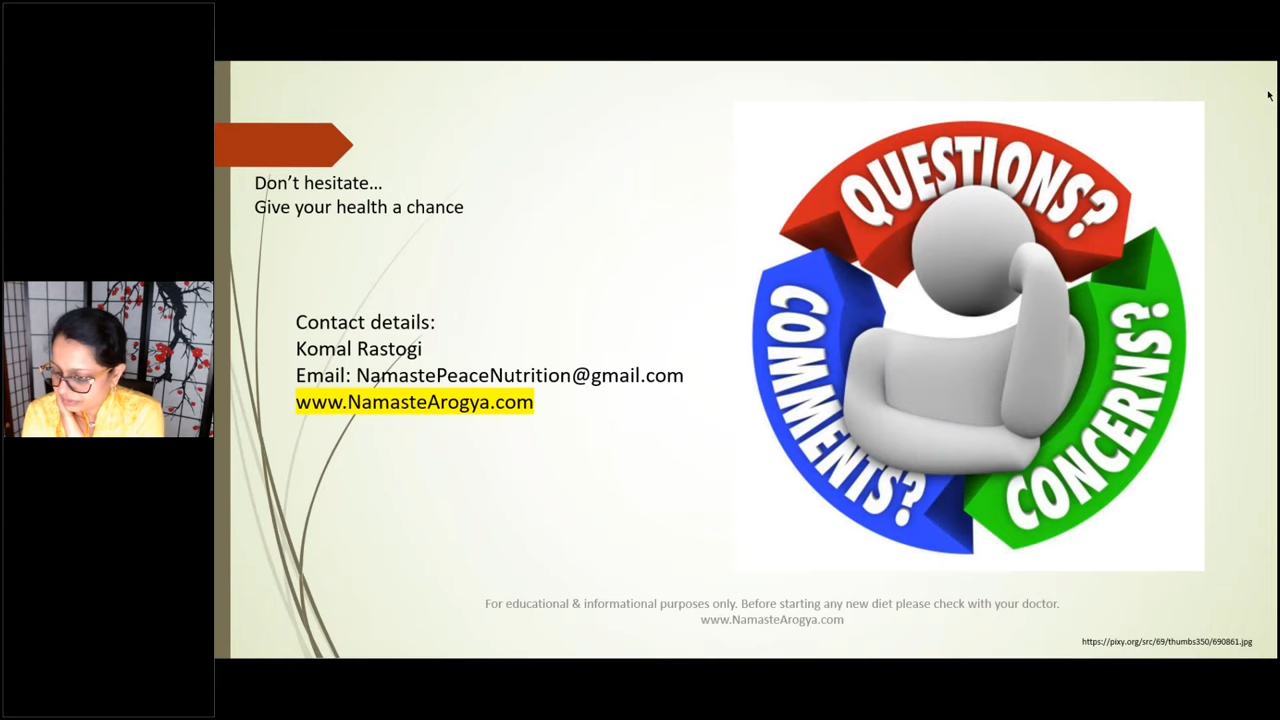 Don’t hesitate…
Give your health a chance
Contact details:
Komal Rastogi
Email: NamastePeaceNutrition@gmail.com
www.NamasteArogya.com
QUESTIONS?
COMMENTS?
CONCERNS?
For educational & informational purposes only. Before starting any new diet please check with your doctor.
www.NamasteArogya.com
https://pixy.org/src/69/thumbs350/690861.jpg